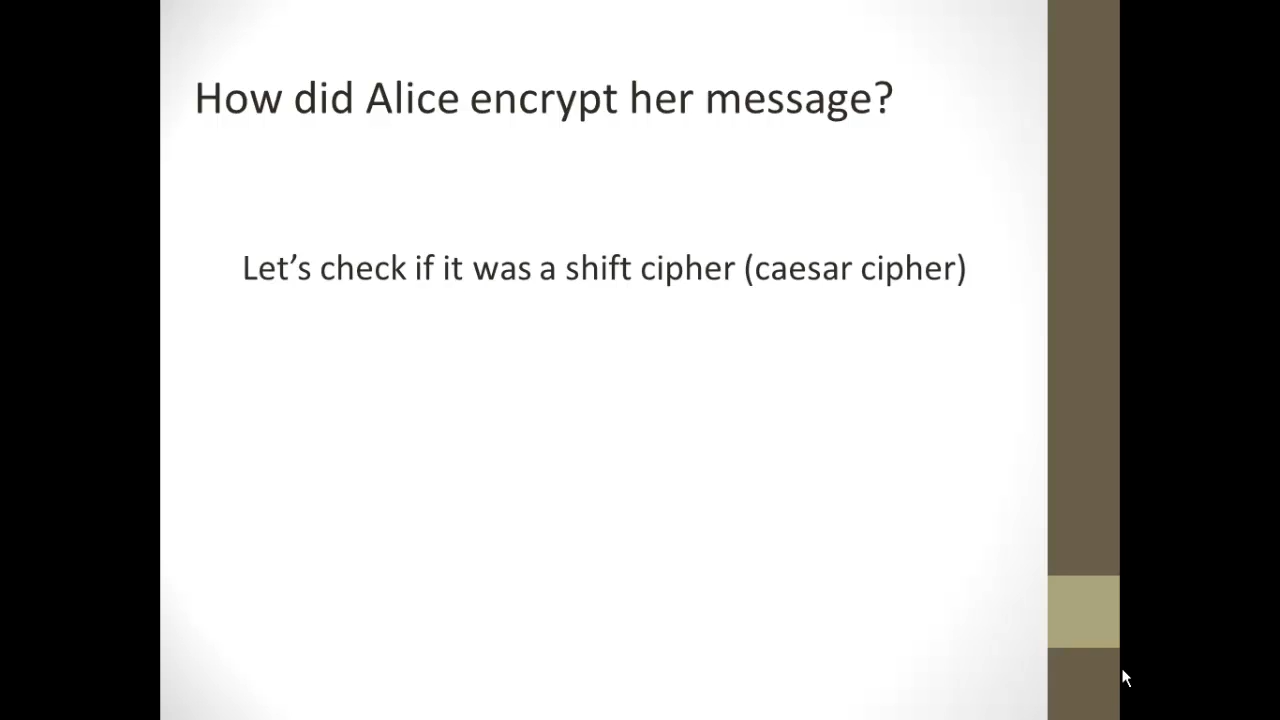 How did Alice encrypt her message?
Let’s check if it was a shift cipher (caesar cipher)